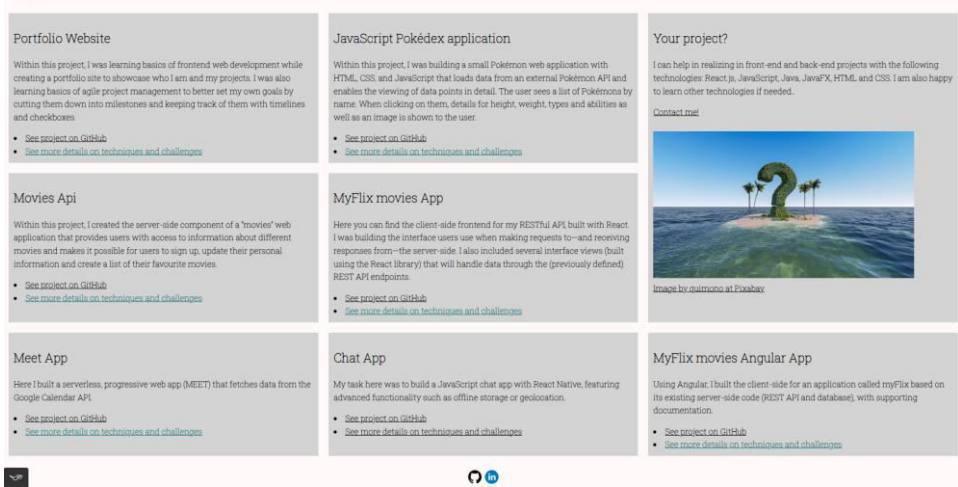 Portfolio Website
Within this project, I was learning basics of frontend web development while
creating a portfolio site to showcase who I am and my projects. I was also
learning basics of agile project management to better set my own goals by
cutting them down into milestones and keeping track of them with timelines
and checkboxes.
See project on GitHub
See more details on techniques and challenges
JavaScript Pokédex application
Within this project, I was building a small Pokémon web application with
HTML, CSS, and JavaScript that loads data from an external Pokémon API and
enables the viewing of data points in detail. The user sees a list of Pokémons by
name. When clicking on them, details for height, weight, types and abilities as
well as an image is shown to the user.
See project on GitHub
See more details on techniques and challenges
Your project?
I can help in realizing in front-end and back-end projects with the following
technologies: React.js, JavaScript, Java, JavaFX, HTML and CSS. I am also happy
to learn other technologies if needed..
Contact me!
Image by quimono at Pixabay
Movies Api
Within this project, I created the server-side component of a "movies" web
application that provides users with access to information about different
movies and makes it possible for users to sign up, update their personal
information and create a list of their favourite movies.
See project on GitHub
See more details on techniques and challenges
MyFlix movies App
Here you can find the client-side frontend for my RESTful API, built with React.
I was building the interface users use when making requests to—and receiving
responses from—the server-side. I also included several interface views (built
using the React library) that will handle data through the (previously defined)
REST API endpoints.
See project on GitHub
See more details on techniques and challenges
Meet App
Here I built a serverless, progressive web app (MEET) that fetches data from the
Google Calendar API.
See project on GitHub
See more details on techniques and challenges
Chat App
My task here was to build a JavaScript chat app with React Native, featuring
advanced functionality such as offline storage or geolocation.
See project on GitHub
See more details on techniques and challenges
MyFlix movies Angular App
Using Angular, I built the client-side for an application called myFlix based on
its existing server-side code (REST API and database), with supporting
documentation.
See project on GitHub
See more details on techniques and challenges
in